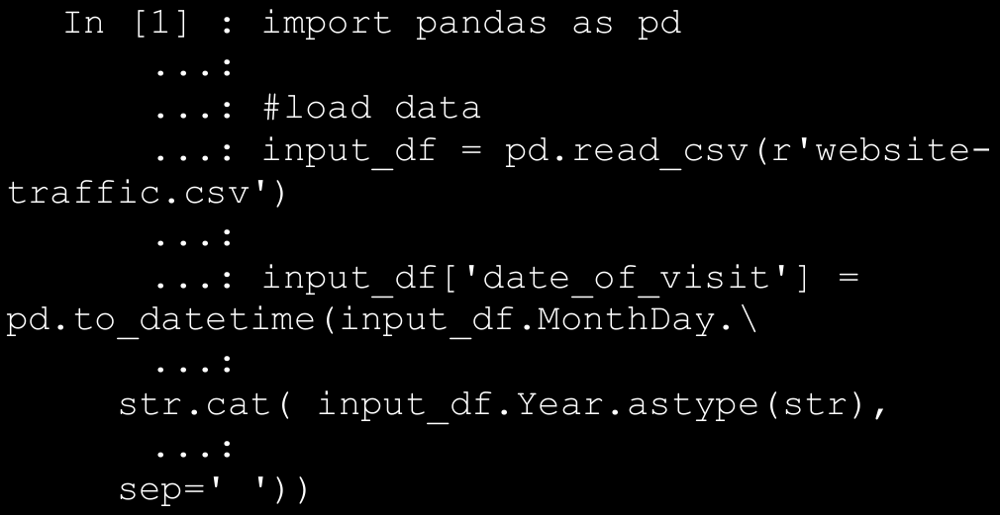 In [1] : import pandas as pd
...:
...: #load data
...: input_df = pd.read_csv(r'website-
traffic.csv')
...:
...: input_df['date_of_visit'] =
pd.to_datetime(input_df.MonthDay.\
...:
str.cat( input_df.Year.astype(str),
...:
sep=' '))